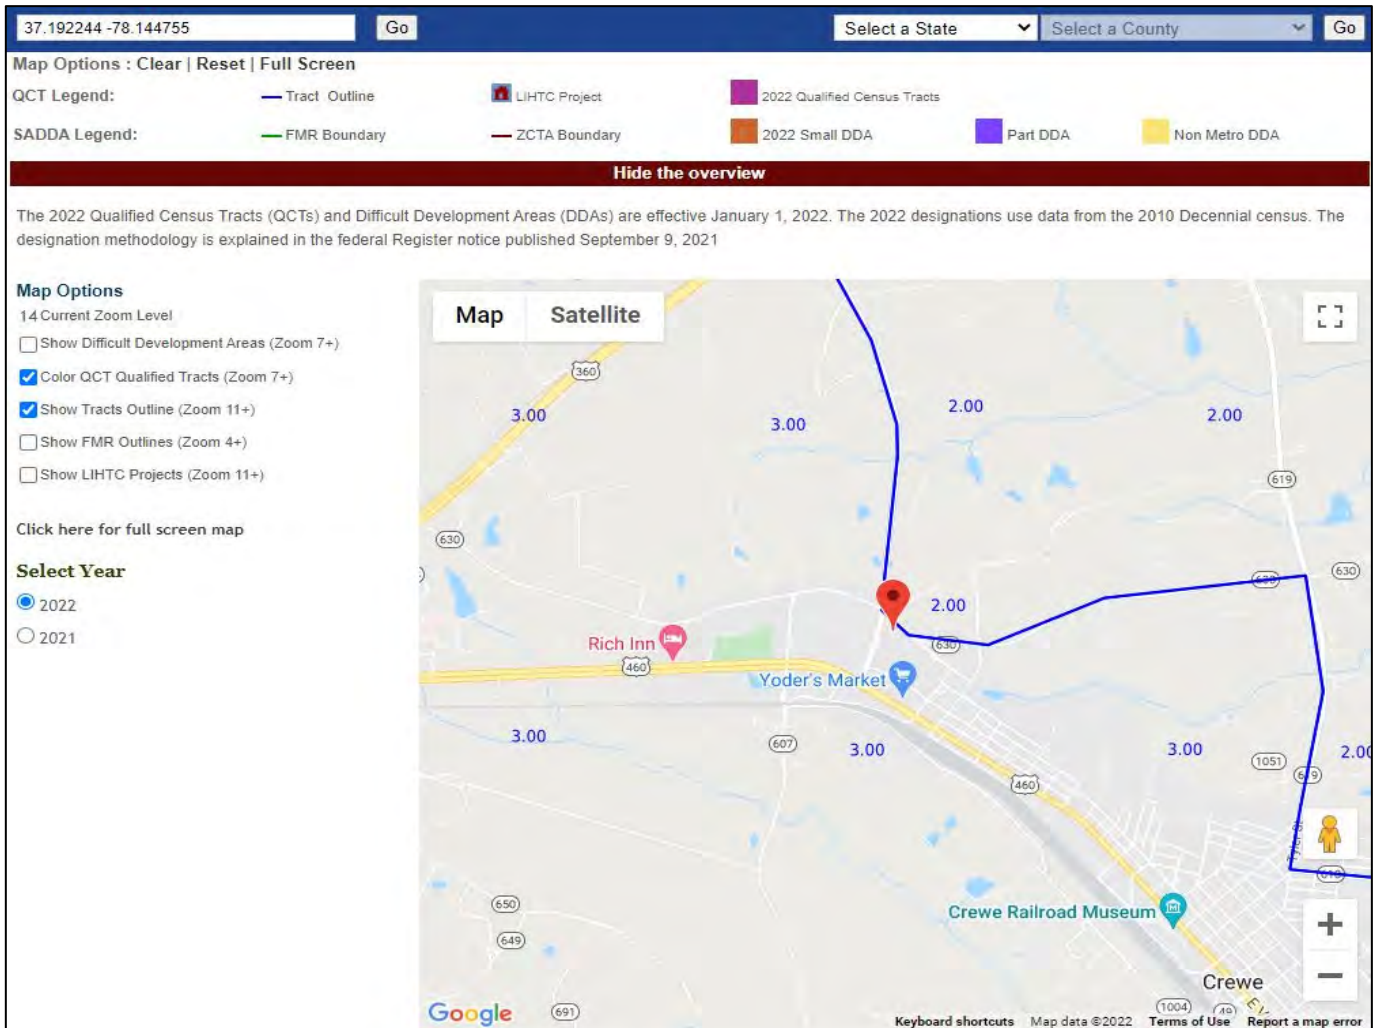 37.192244 -78.144755 Go Select a State Select a County Go
Map Options : Clear | Reset | Full Screen
QCT Legend: Tract Outline LIHTC Project 2022 Qualified Census Tracts
SADDA Legend: FMR Boundary ZCTA Boundary 2022 Small DDA Part DDA Non Metro DDA
Hide the overview
The 2022 Qualified Census Tracts (QCTs) and Difficult Development Areas (DDAs) are effective January 1, 2022. The 2022 designations use data from the 2010 Decennial census. The
designation methodology is explained in the federal Register notice published September 9, 2021
Map Options
14 Current Zoom Level
Show Difficult Development Areas (Zoom 7+)
Color QCT Qualified Tracts (Zoom 7+)
Show Tracts Outline (Zoom 11+)
Show FMR Outlines (Zoom 4+)
Show LIHTC Projects (Zoom 11+)
Click here for full screen map
Select Year
2022
2021
Map Satellite
360
3.00 3.00 2.00 2.00
619
630
630 630
2.00
630
Rich Inn
460
Yoder's Market
3.00 607 3.00 3.00 2.00
1051
619
460
Tyler St
610
650
649
Crewe Railroad Museum
Crewe
Google 691 1004 49
Keyboard shortcuts Map data ©2022 Terms of Use Report a map error